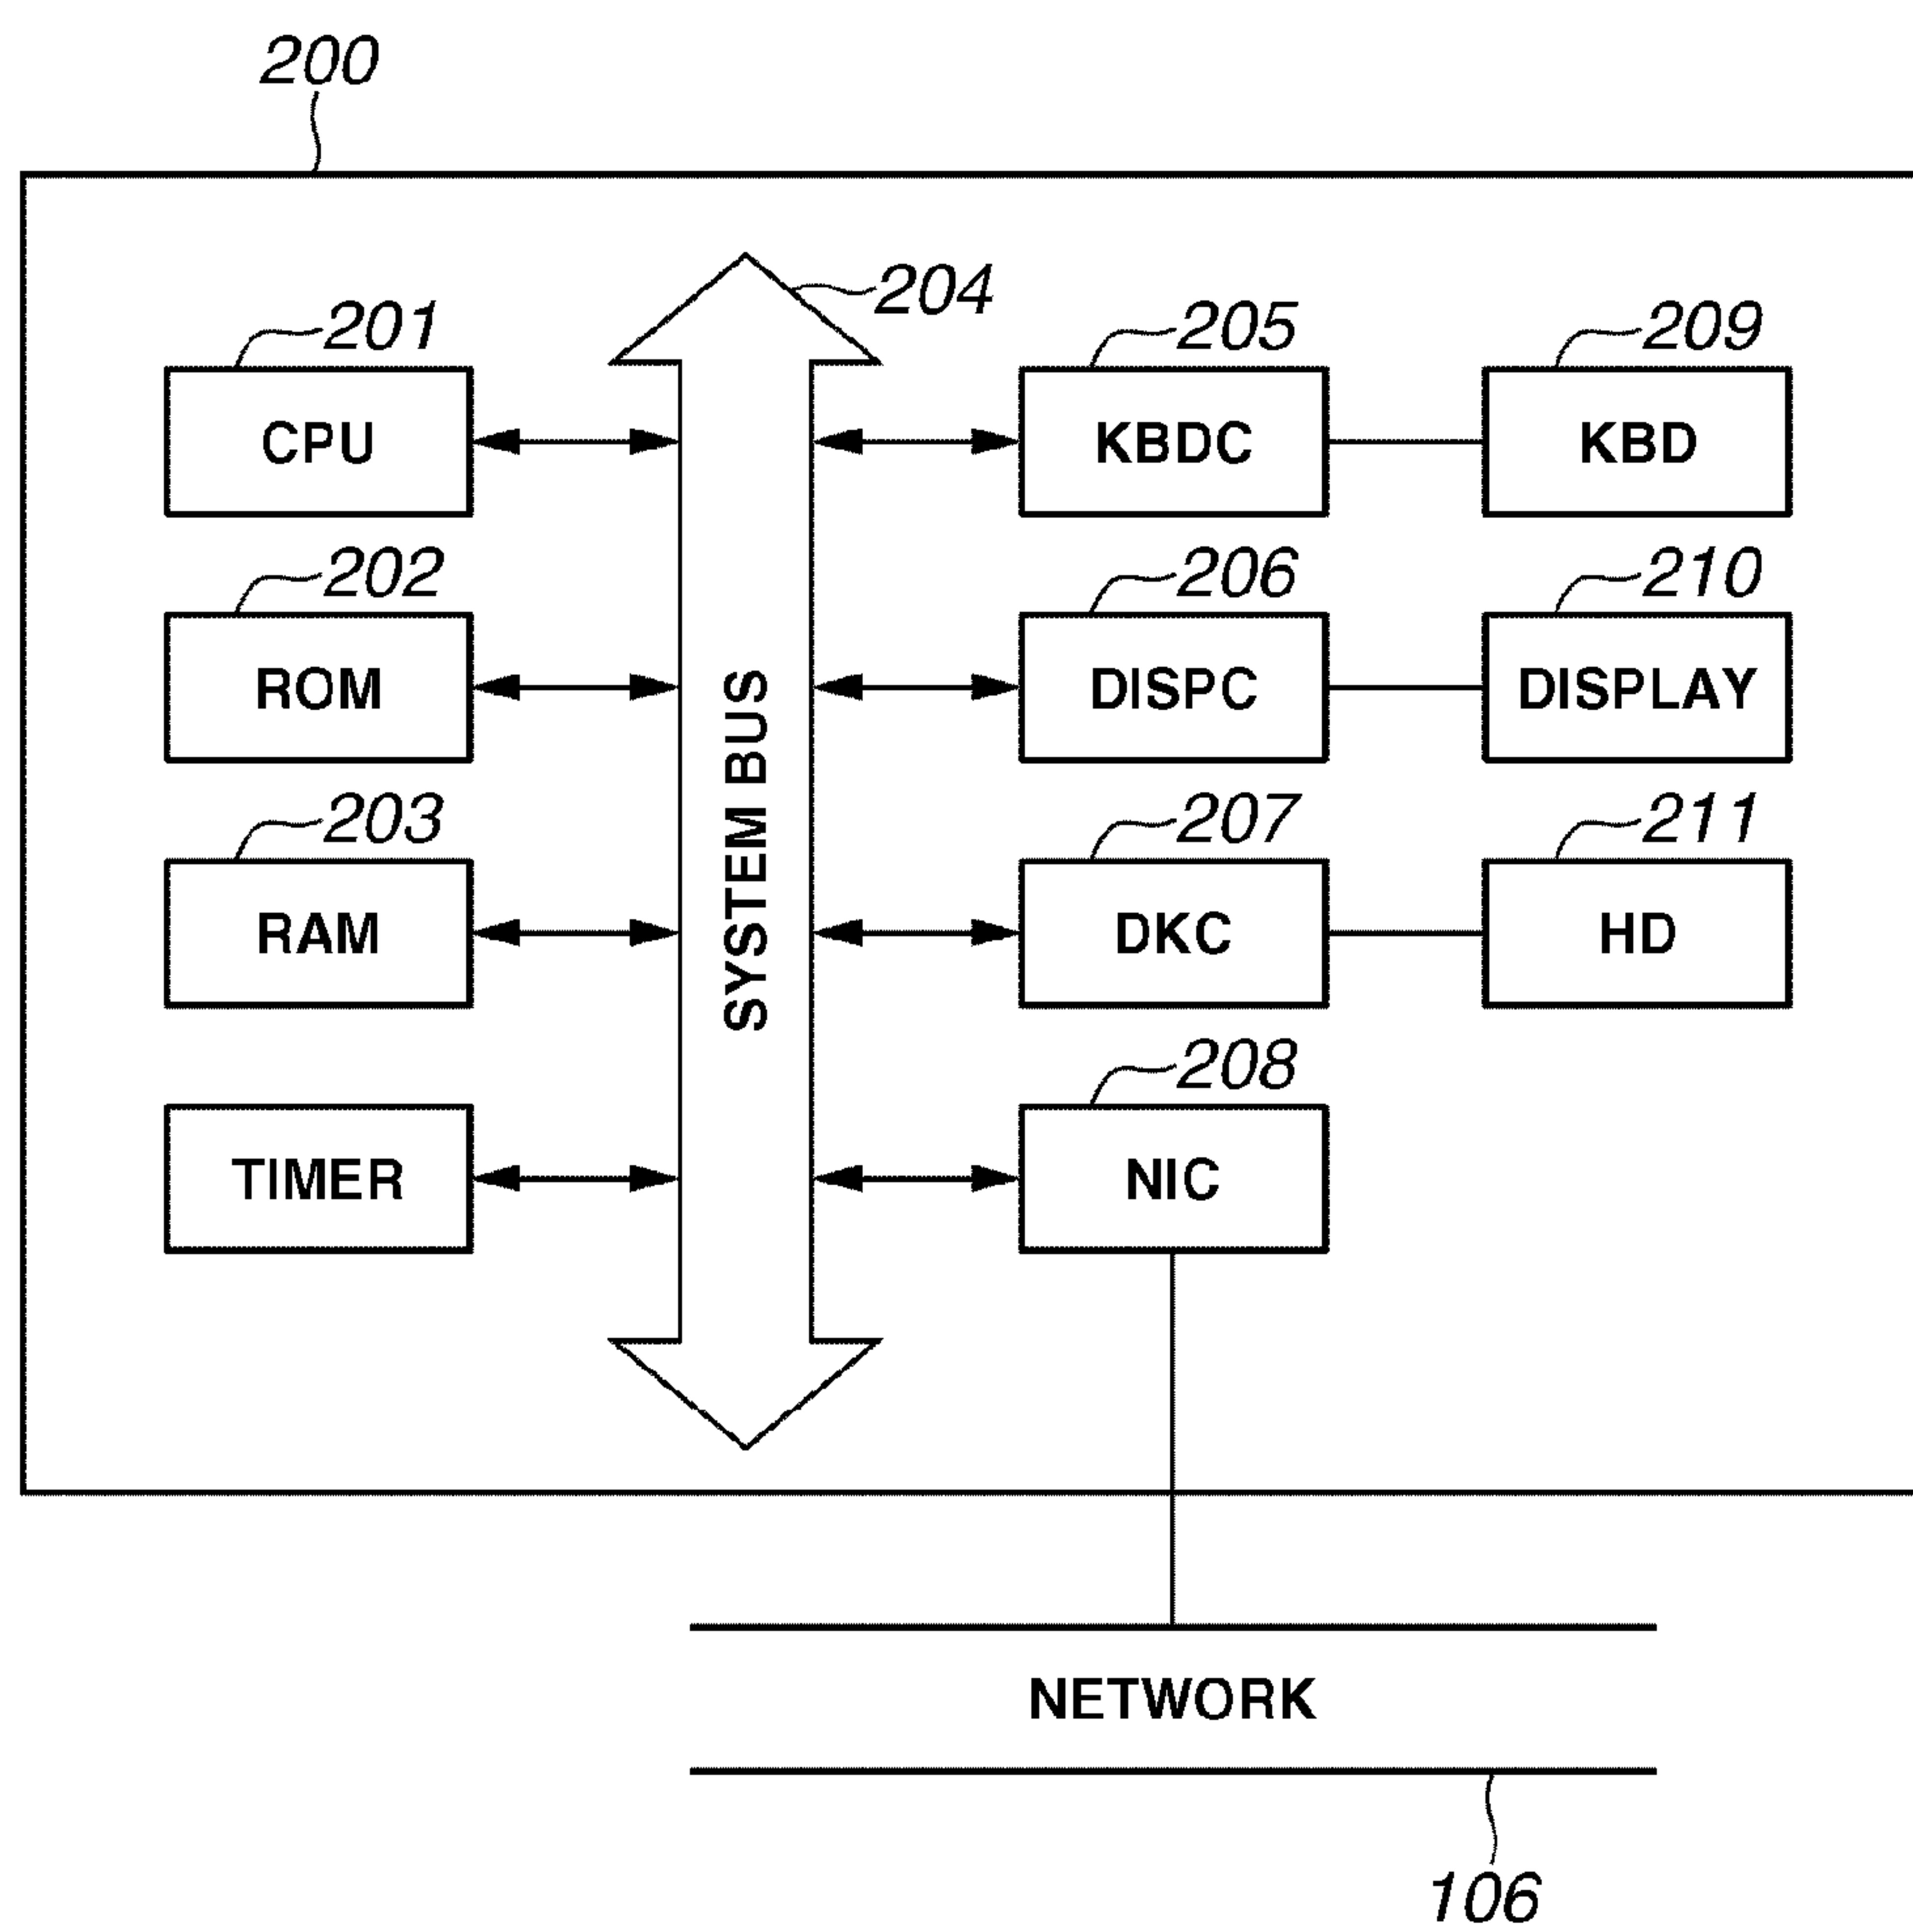 200
204
201
205
209
CPU
KBDC
KBD
202
206
210
ROM
DISPC
DISPLAY
SYSTEM BUS
203
207
211
RAM
DKC
HD
208
TIMER
NIC
NETWORK
106